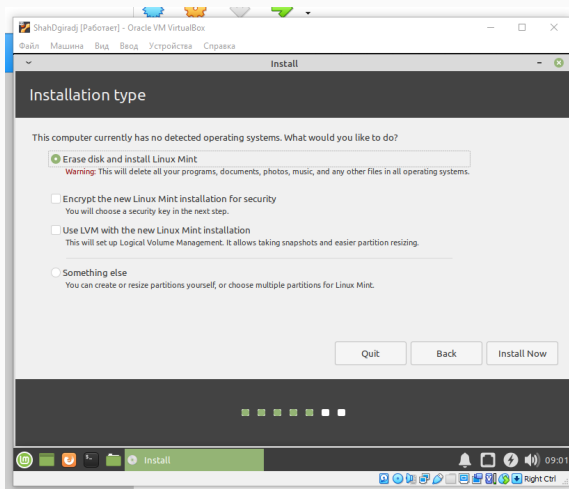 ShahDgiradj [Работает] - Oracle VM VirtualBox
Файл Машина Вид Ввод Устройства Справка
Install
Installation type
This computer currently has no detected operating systems. What would you like to do?
Erase disk and install Linux Mint
Warning: This will delete all your programs, documents, photos, music, and any other files in all operating systems.
Encrypt the new Linux Mint installation for security
You will choose a security key in the next step.
Use LVM with the new Linux Mint installation
This will set up Logical Volume Management. It allows taking snapshots and easier partition resizing.
Something else
You can create or resize partitions yourself, or choose multiple partitions for Linux Mint.
Quit Back Install Now
Install 09:01
Right Ctrl